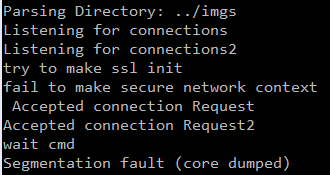 Parsing Directory: ../imgs
Listening for connections
Listening for connections2
try to make ssl init
fail to make secure network context
 Accepted connection Request
Accepted connection Request2
wait cmd
Segmentation fault (core dumped)